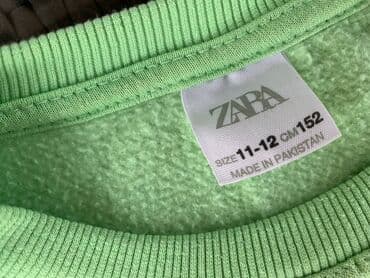 ZARA
SIZE 11-12 CM 152
MADE IN PAKISTAN